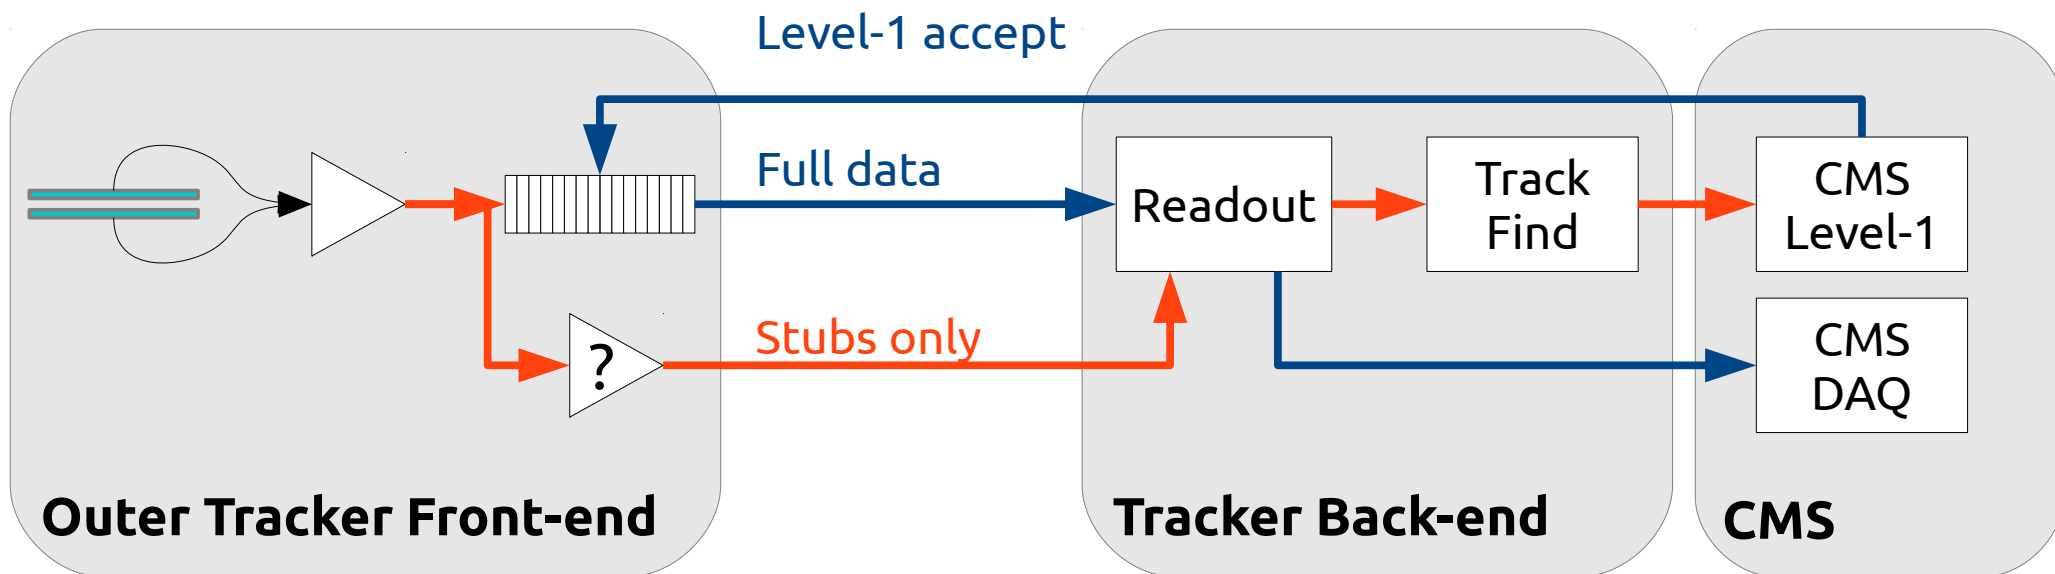 Level-1 accept
Full data
Readout
Track
Find
CMS
Level-1
?
Stubs only
CMS
DAQ
Outer Tracker Front-end
Tracker Back-end
CMS